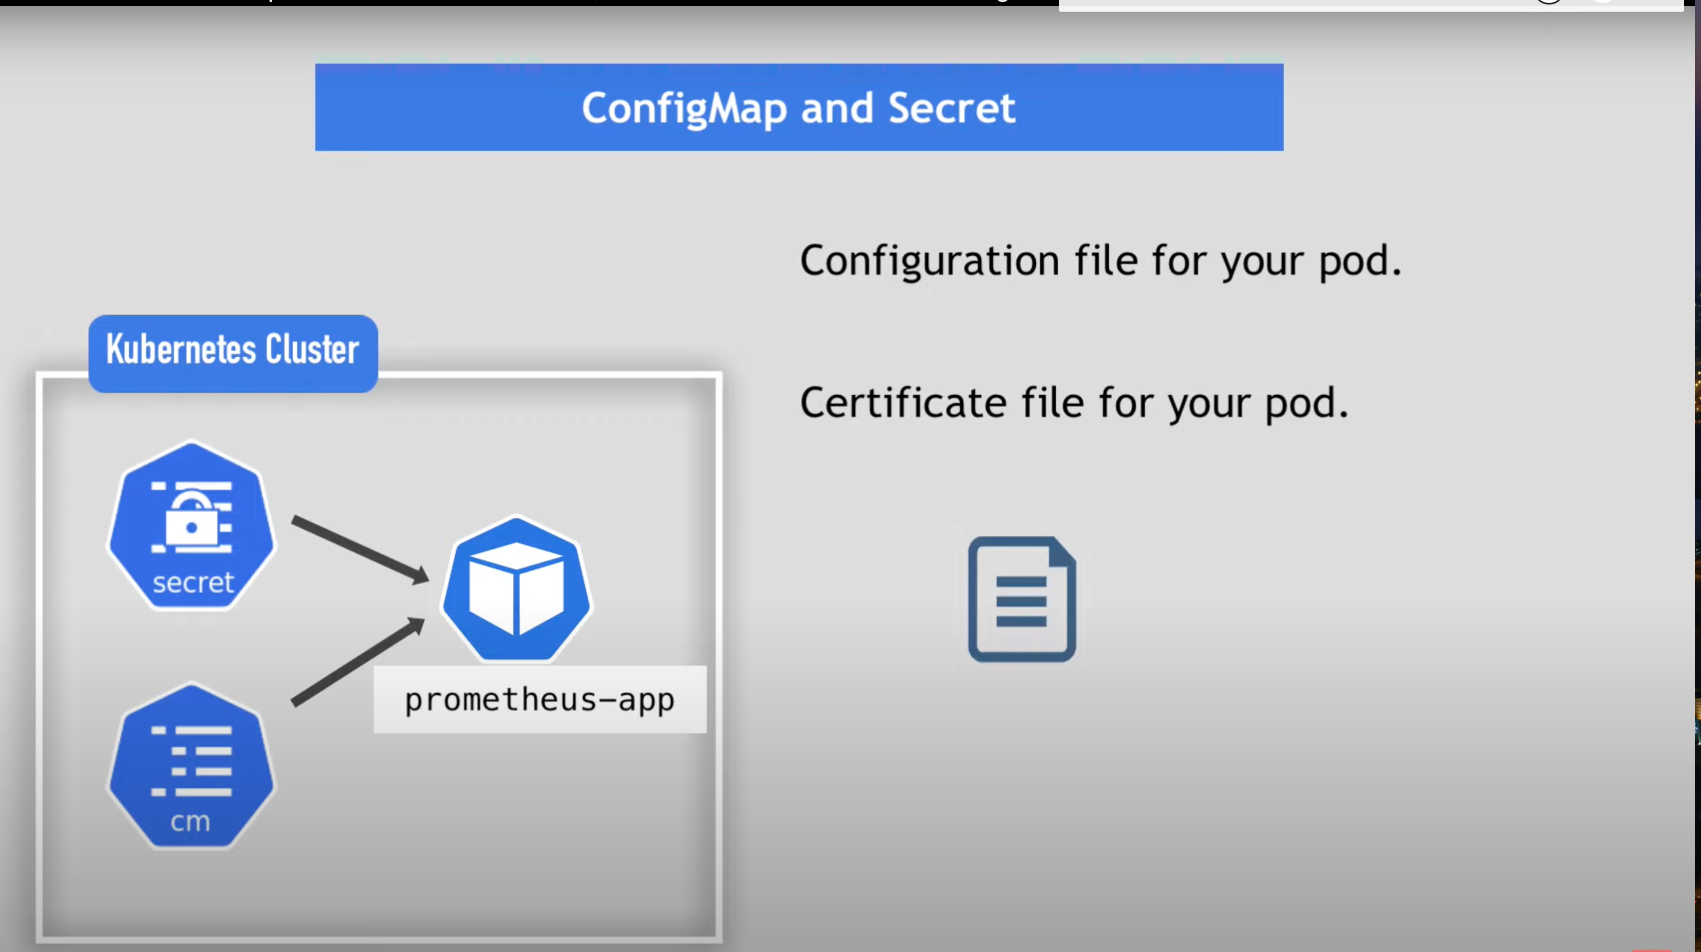 ConfigMap and Secret
Configuration file for your pod.
Certificate file for your pod.
Kubernetes Cluster
secret
prometheus-app
cm